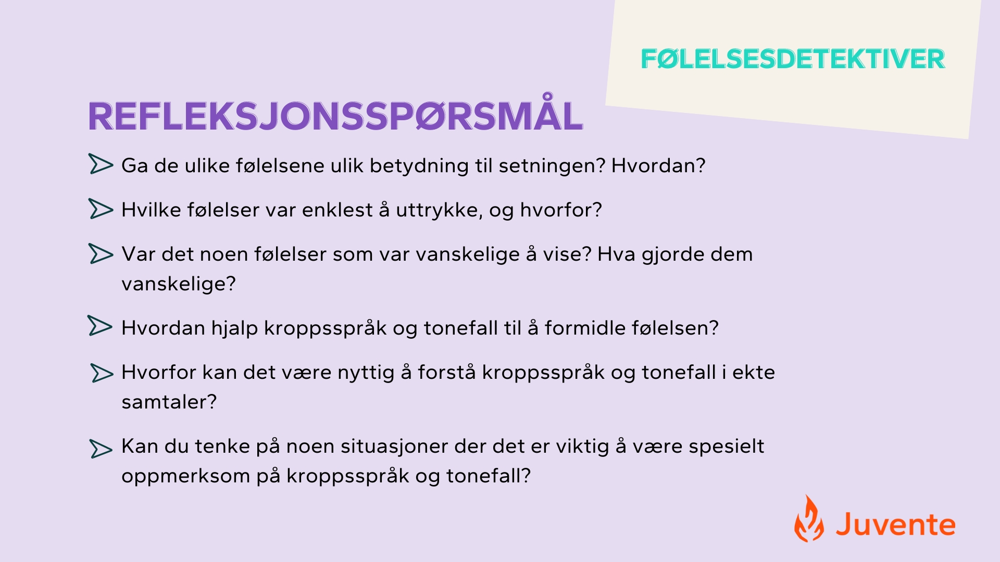 FØLELSESDETEKTIVER
REFLEKSJONSSPØRSMÅL
Ga de ulike følelsene ulik betydning til setningen? Hvordan?
Hvilke følelser var enklest å uttrykke, og hvorfor?
Var det noen følelser som var vanskelige å vise? Hva gjorde dem
vanskelige?
Hvordan hjalp kroppsspråk og tonefall til å formidle følelsen?
Hvorfor kan det være nyttig å forstå kroppsspråk og tonefall i ekte
samtaler?
Kan du tenke på noen situasjoner der det er viktig å være spesielt
oppmerksom på kroppsspråk og tonefall?
Juvente